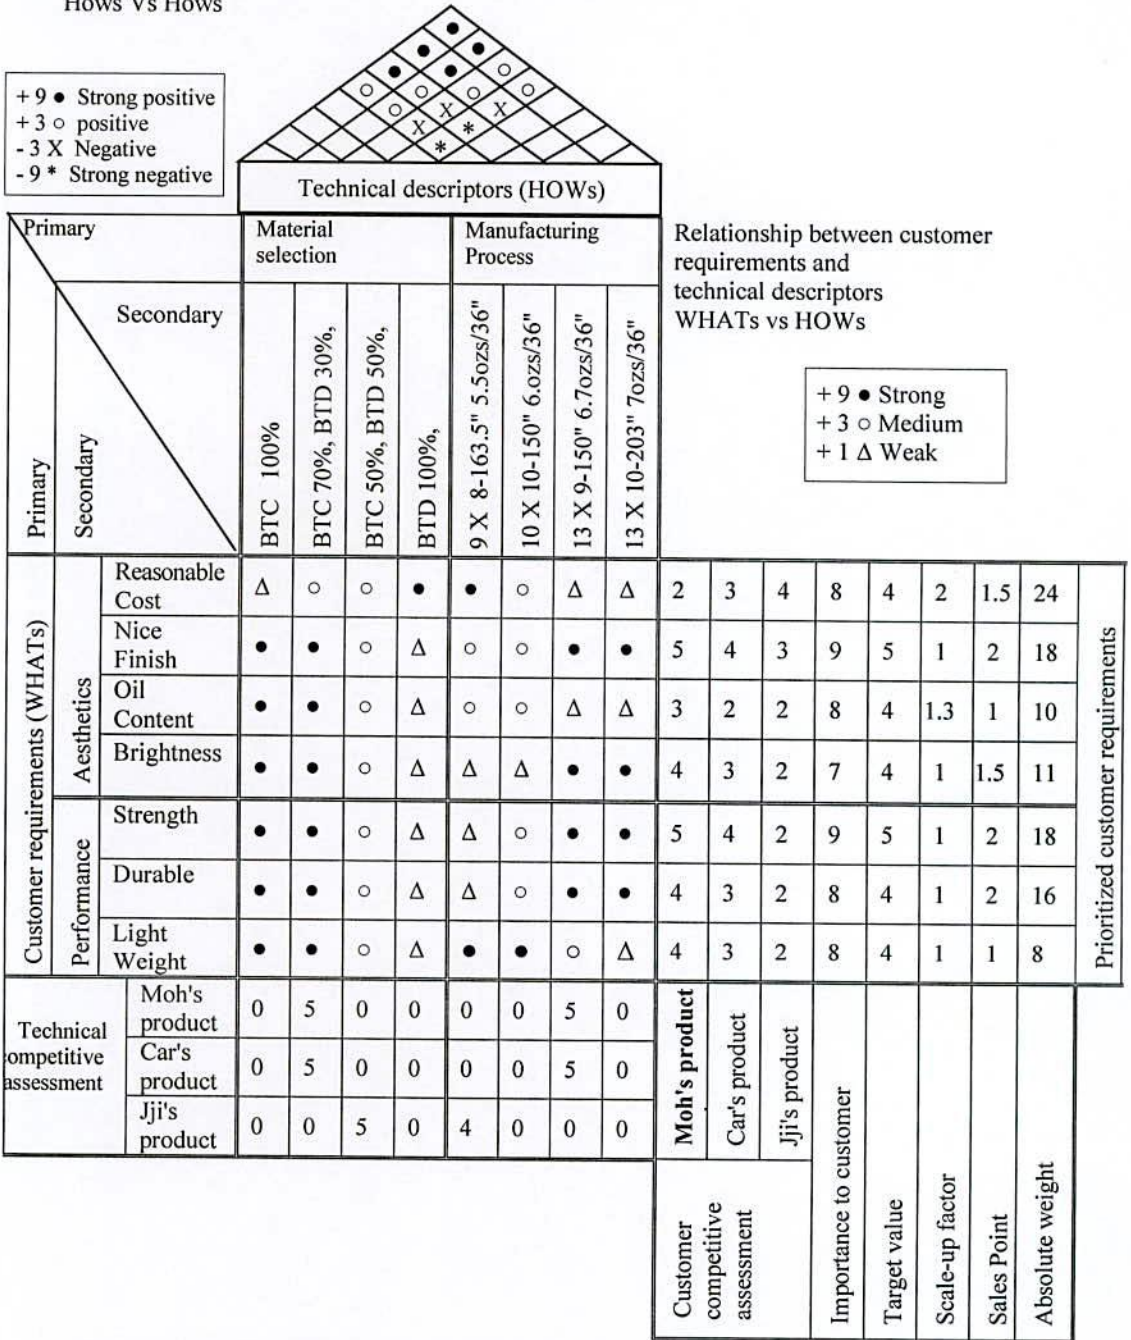 Hows Vs Hows
+ 9 ● Strong positive
+ 3 ○ positive
- 3 X Negative
- 9 * Strong negative
●
● ●
● ● ○
○ ○ ○ ○
○ X X
X *
*
Technical descriptors (HOWs)
Primary
Material selection
Manufacturing Process
Relationship between customer
requirements and
technical descriptors
WHATs vs HOWs
+ 9 ● Strong
+ 3 ○ Medium
+ 1 Δ Weak
Secondary
Primary
Secondary
BTC 100%
BTC 70%, BTD 30%,
BTC 50%, BTD 50%,
BTD 100%,
9 X 8-163.5" 5.5ozs/36"
10 X 10-150" 6.ozs/36"
13 X 9-150" 6.7ozs/36"
13 X 10-203" 7ozs/36"
Customer requirements (WHATs)
Aesthetics
Performance
Reasonable Cost Δ ○ ○ ● ● ○ Δ Δ 2 3 4 8 4 2 1.5 24
Nice Finish ● ● ○ Δ ○ ○ ● ● 5 4 3 9 5 1 2 18
Oil Content ● ● ○ Δ ○ ○ Δ Δ 3 2 2 8 4 1.3 1 10
Brightness ● ● ○ Δ Δ Δ ● ● 4 3 2 7 4 1 1.5 11
Strength ● ● ○ Δ Δ ○ ● ● 5 4 2 9 5 1 2 18
Durable ● ● ○ Δ Δ ○ ● ● 4 3 2 8 4 1 2 16
Light Weight ● ● ○ Δ ● ● ○ Δ 4 3 2 8 4 1 1 8
Prioritized customer requirements
Technical
ompetitive
assessment
Moh's product 0 5 0 0 0 0 5 0
Car's product 0 5 0 0 0 0 5 0
Jji's product 0 0 5 0 4 0 0 0
Moh's product
Car's product
Jji's product
Customer
competitive
assessment
Importance to customer
Target value
Scale-up factor
Sales Point
Absolute weight